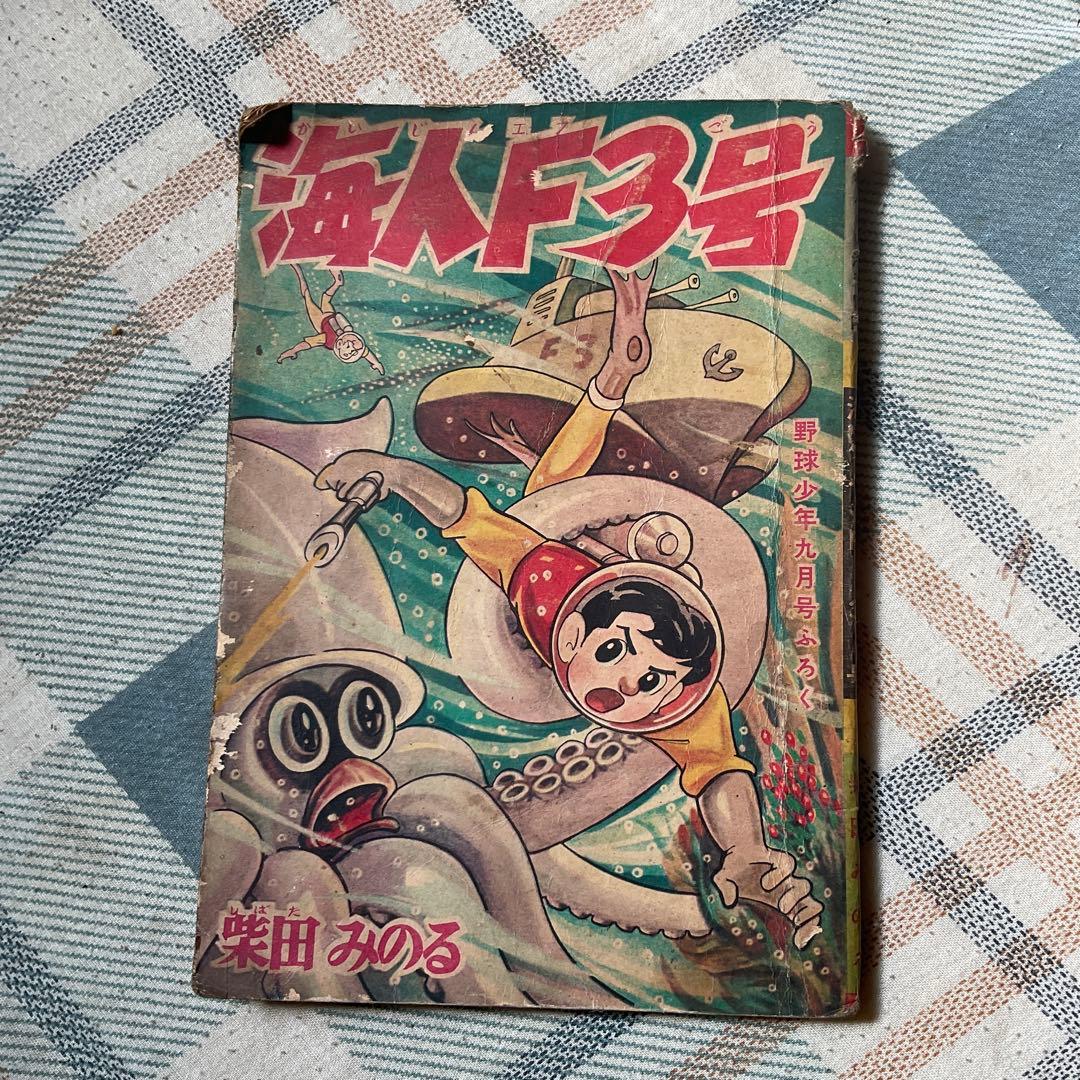 かいじんエフ ごう
海人F3号
F3
野球少年九月号ふろく
しばた
柴田 みのる